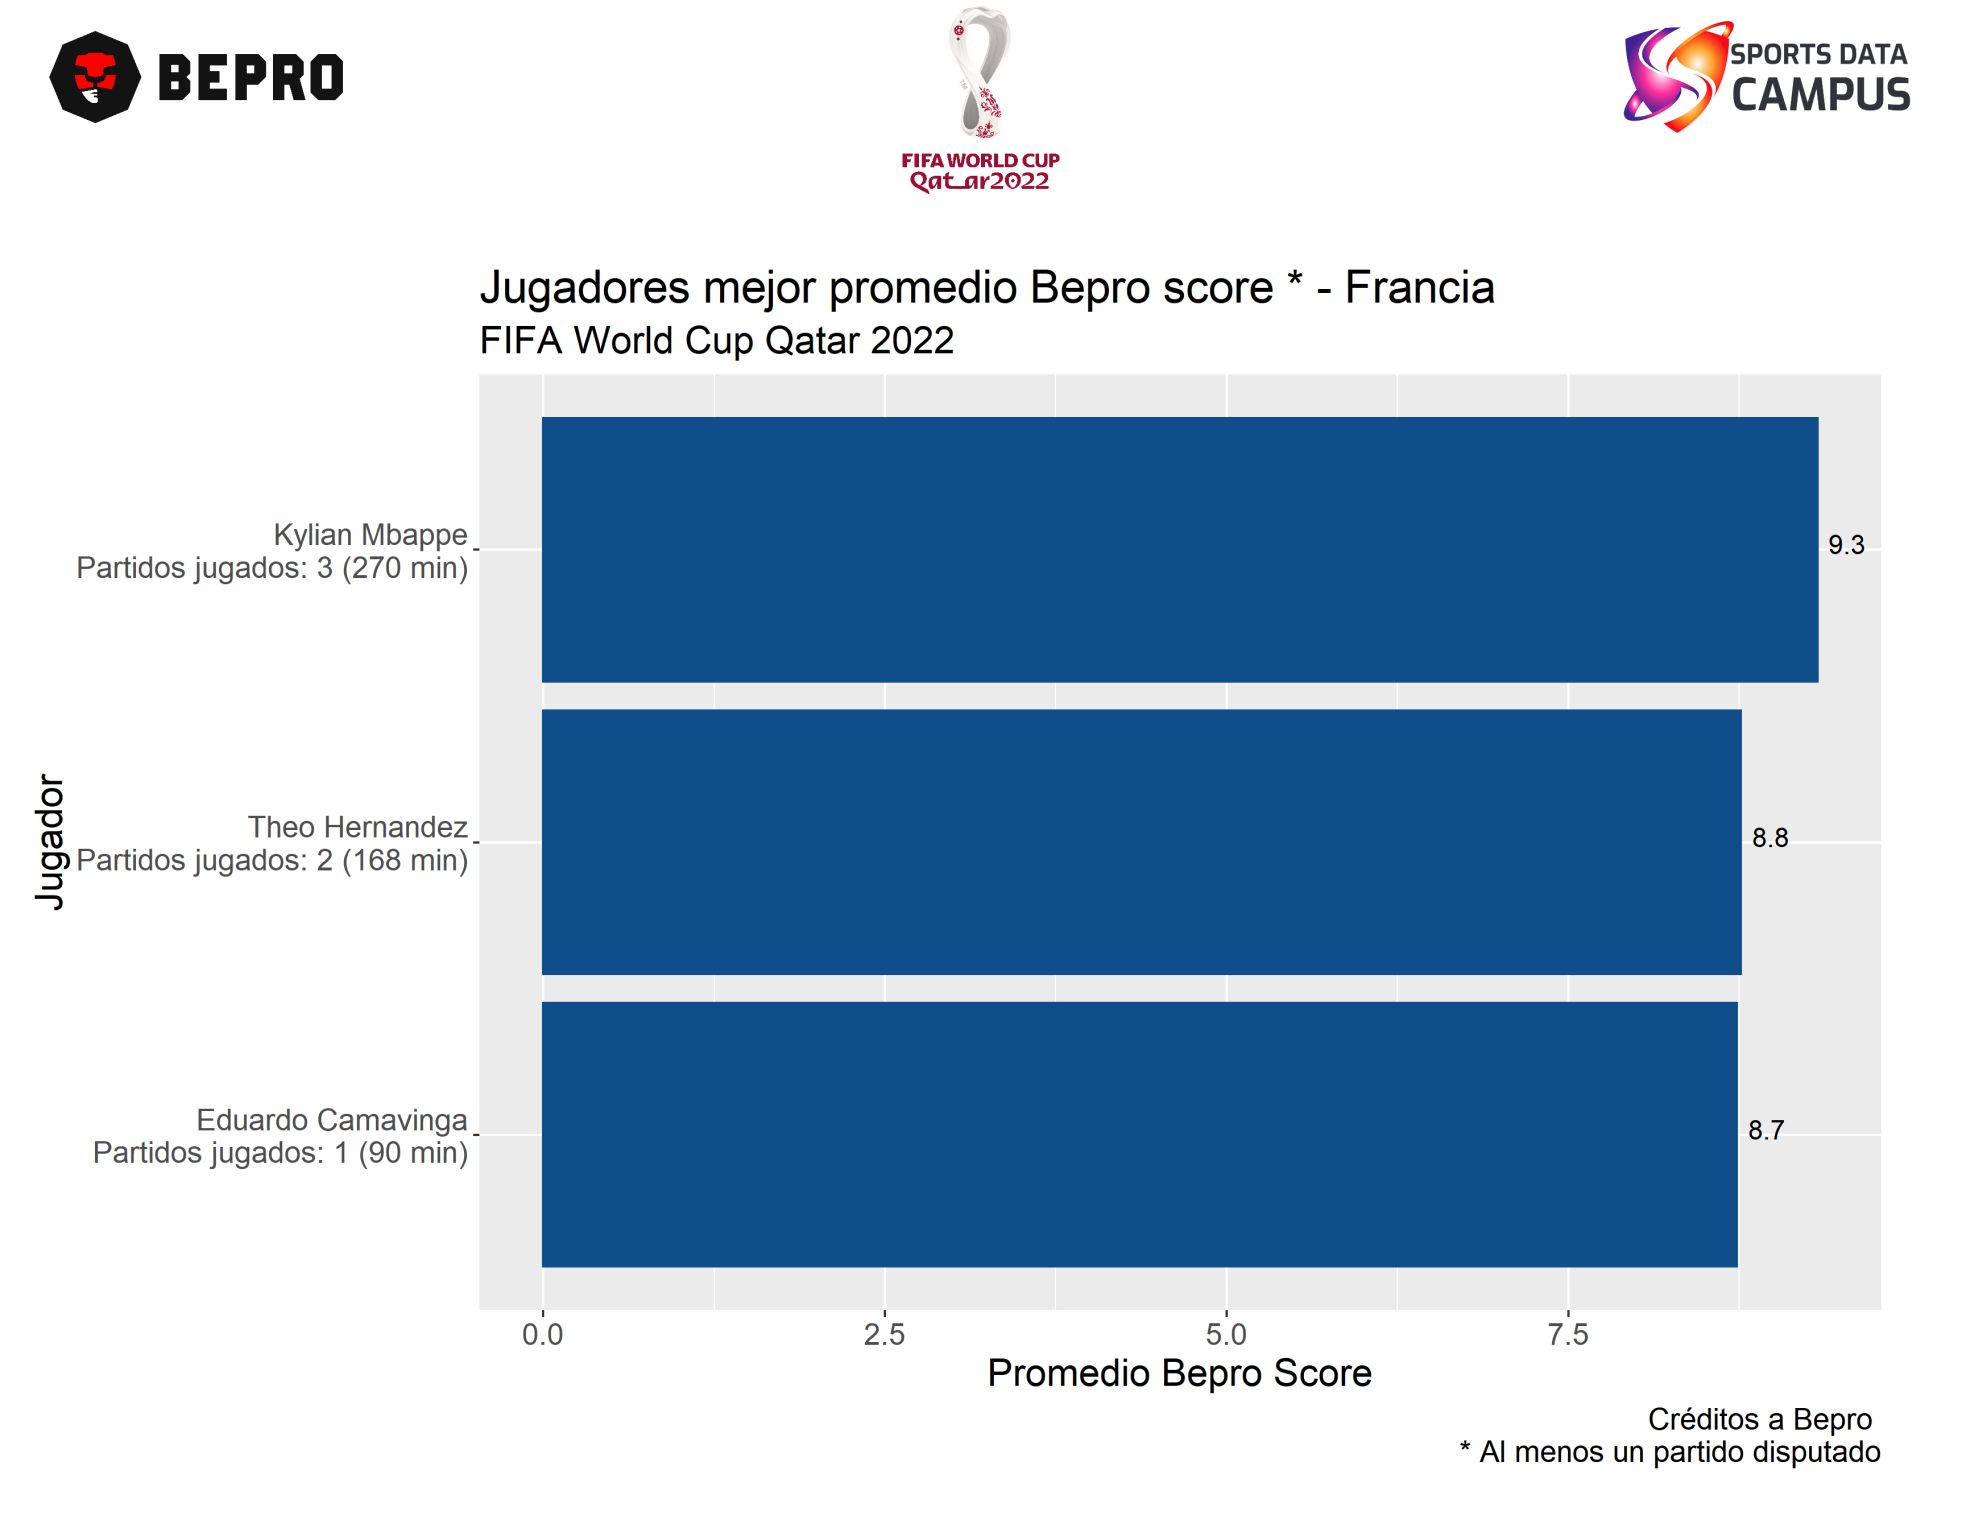 BEPRO
FIFA WORLD CUP
Qatar2022
TM
SPORTS DATA
CAMPUS
Jugadores mejor promedio Bepro score * - Francia
FIFA World Cup Qatar 2022
Jugador
Kylian Mbappe
Partidos jugados: 3 (270 min)
9.3
Theo Hernandez
Partidos jugados: 2 (168 min)
8.8
Eduardo Camavinga
Partidos jugados: 1 (90 min)
8.7
0.0 2.5 5.0 7.5
Promedio Bepro Score
Créditos a Bepro
* Al menos un partido disputado